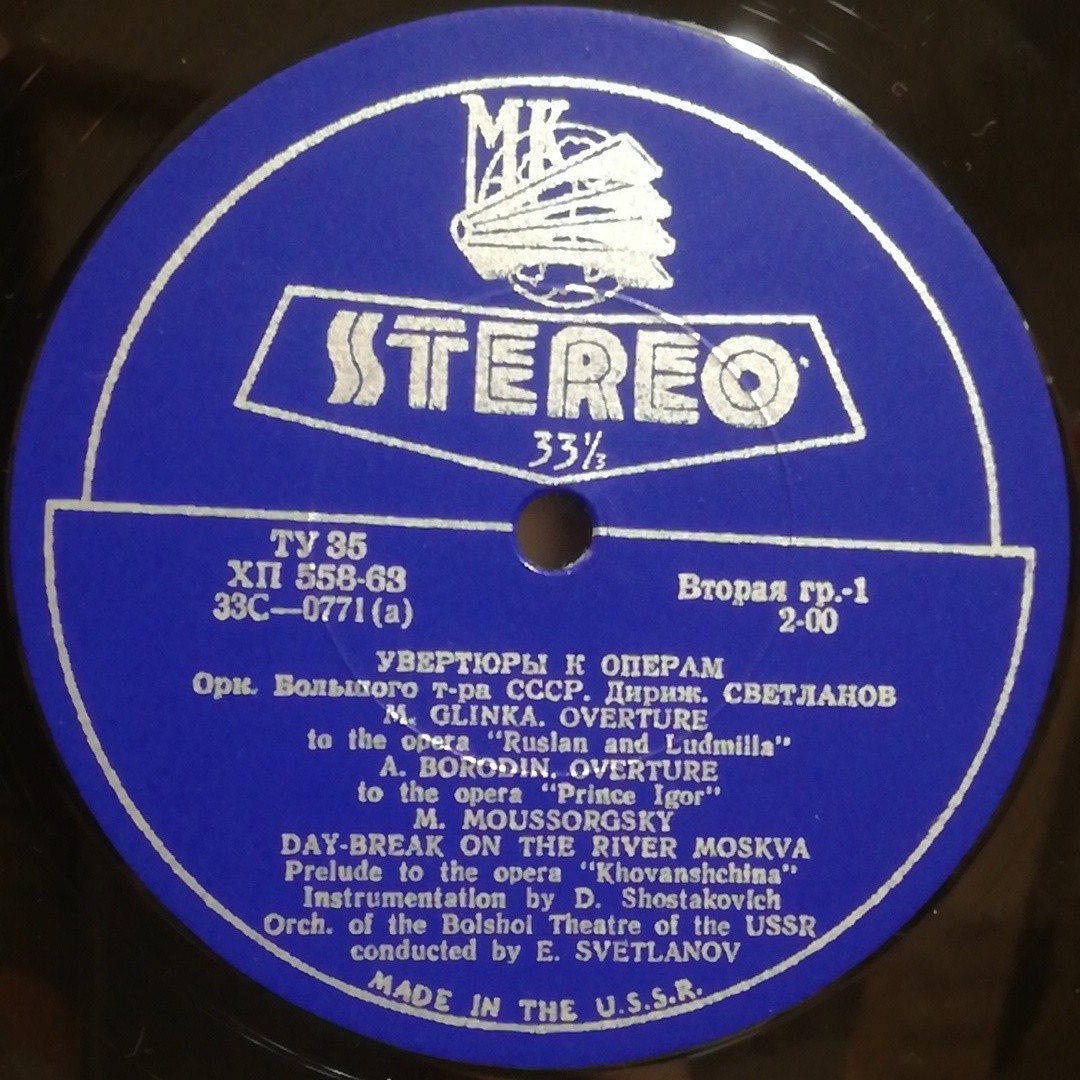 МК
STEREO
33⅓
ТУ 35
ХП 558-63
33С—0771(а)
Вторая гр.-1
2-00
УВЕРТЮРЫ К ОПЕРАМ
Орк. Большого т-ра СССР. Дириж. СВЕТЛАНОВ
M. GLINKA. OVERTURE
to the opera "Ruslan and Ludmilla"
A. BORODIN. OVERTURE
to the opera "Prince Igor"
M. MOUSSORGSKY
DAY-BREAK ON THE RIVER MOSKVA
Prelude to the opera "Khovanshchina"
Instrumentation by D. Shostakovich
Orch. of the Bolshoi Theatre of the USSR
conducted by E. SVETLANOV
MADE IN THE U.S.S.R.